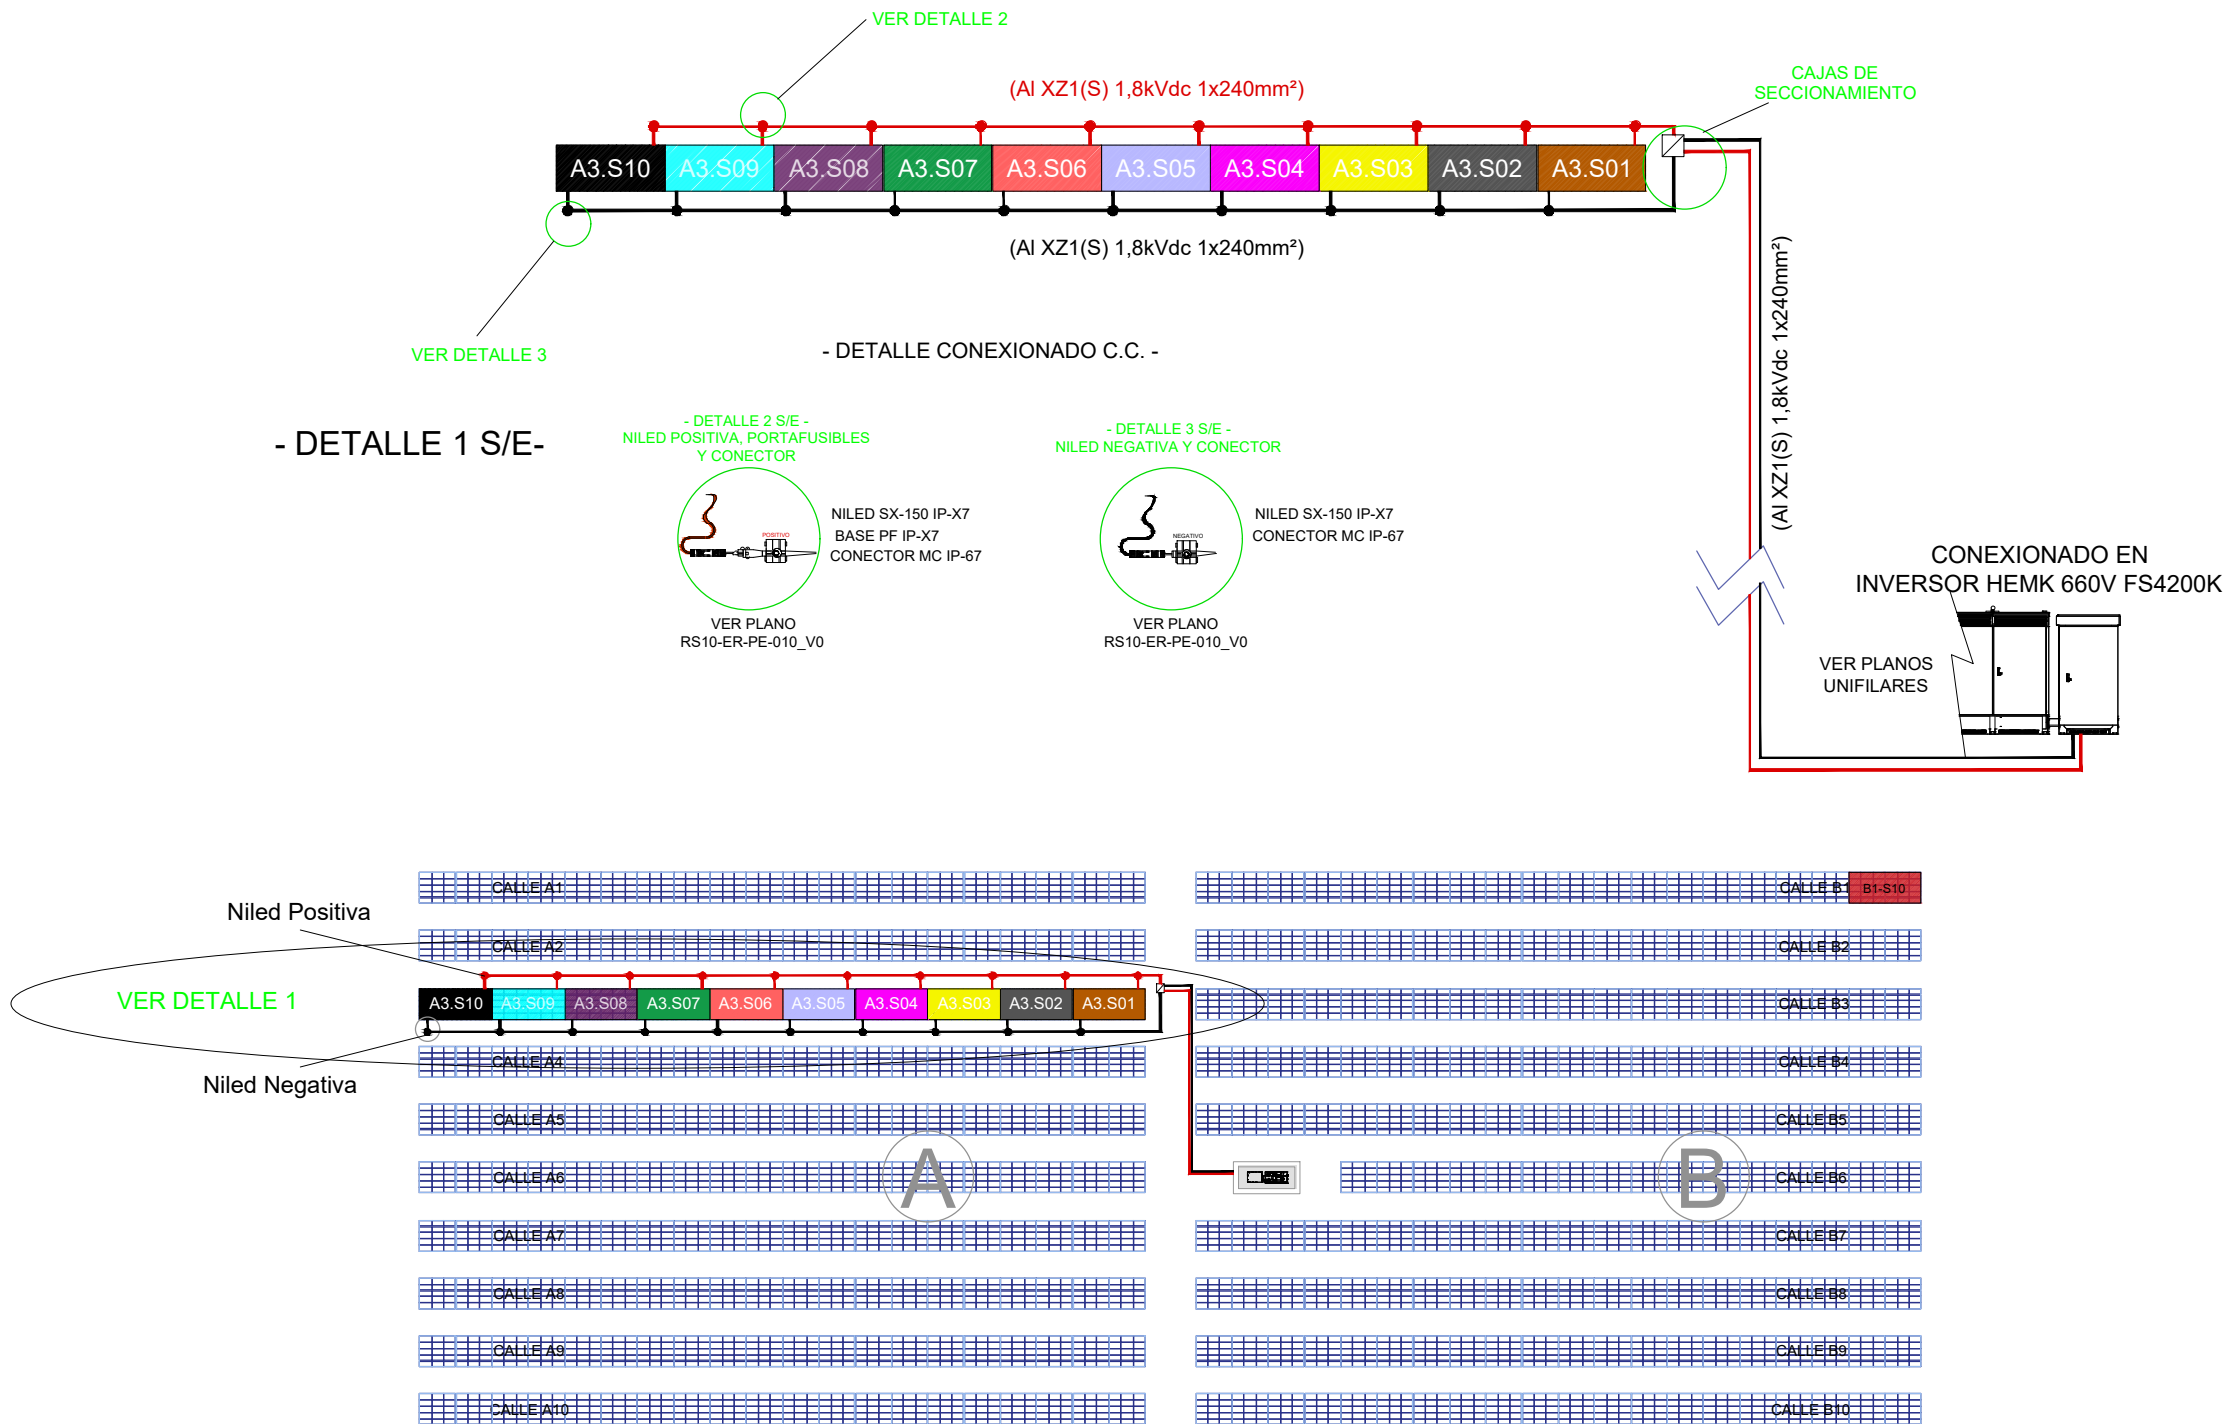 VER DETALLE 2
(Al XZ1(S) 1,8kVdc 1x240mm²)
CAJAS DE
SECCIONAMIENTO
A3.S10 A3.S09 A3.S08 A3.S07 A3.S06 A3.S05 A3.S04 A3.S03 A3.S02 A3.S01
(Al XZ1(S) 1,8kVdc 1x240mm²)
(Al XZ1(S) 1,8kVdc 1x240mm²)
VER DETALLE 3
- DETALLE CONEXIONADO C.C. -
- DETALLE 1 S/E-
- DETALLE 2 S/E -
NILED POSITIVA, PORTAFUSIBLES
Y CONECTOR
POSITIVO
NILED SX-150 IP-X7
BASE PF IP-X7
CONECTOR MC IP-67
VER PLANO
RS10-ER-PE-010_V0
- DETALLE 3 S/E -
NILED NEGATIVA Y CONECTOR
NEGATIVO
NILED SX-150 IP-X7
CONECTOR MC IP-67
VER PLANO
RS10-ER-PE-010_V0
CONEXIONADO EN
INVERSOR HEMK 660V FS4200K
VER PLANOS
UNIFILARES
CALLE A1
CALLE B1
B1-S10
Niled Positiva
CALLE A2
CALLE B2
VER DETALLE 1
A3.S10 A3.S09 A3.S08 A3.S07 A3.S06 A3.S05 A3.S04 A3.S03 A3.S02 A3.S01
CALLE B3
CALLE A4
CALLE B4
Niled Negativa
CALLE A5
CALLE B5
CALLE A6
A
B
CALLE B6
CALLE A7
CALLE B7
CALLE A8
CALLE B8
CALLE A9
CALLE B9
CALLE A10
CALLE B10